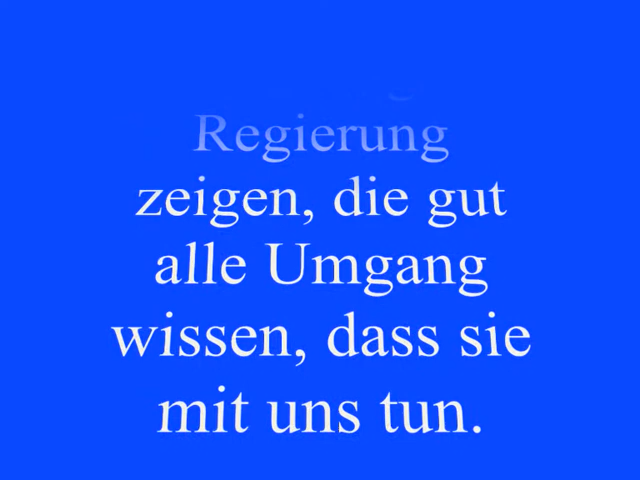 Regierung
zeigen, die gut
alle Umgang
wissen, dass sie
mit uns tun.